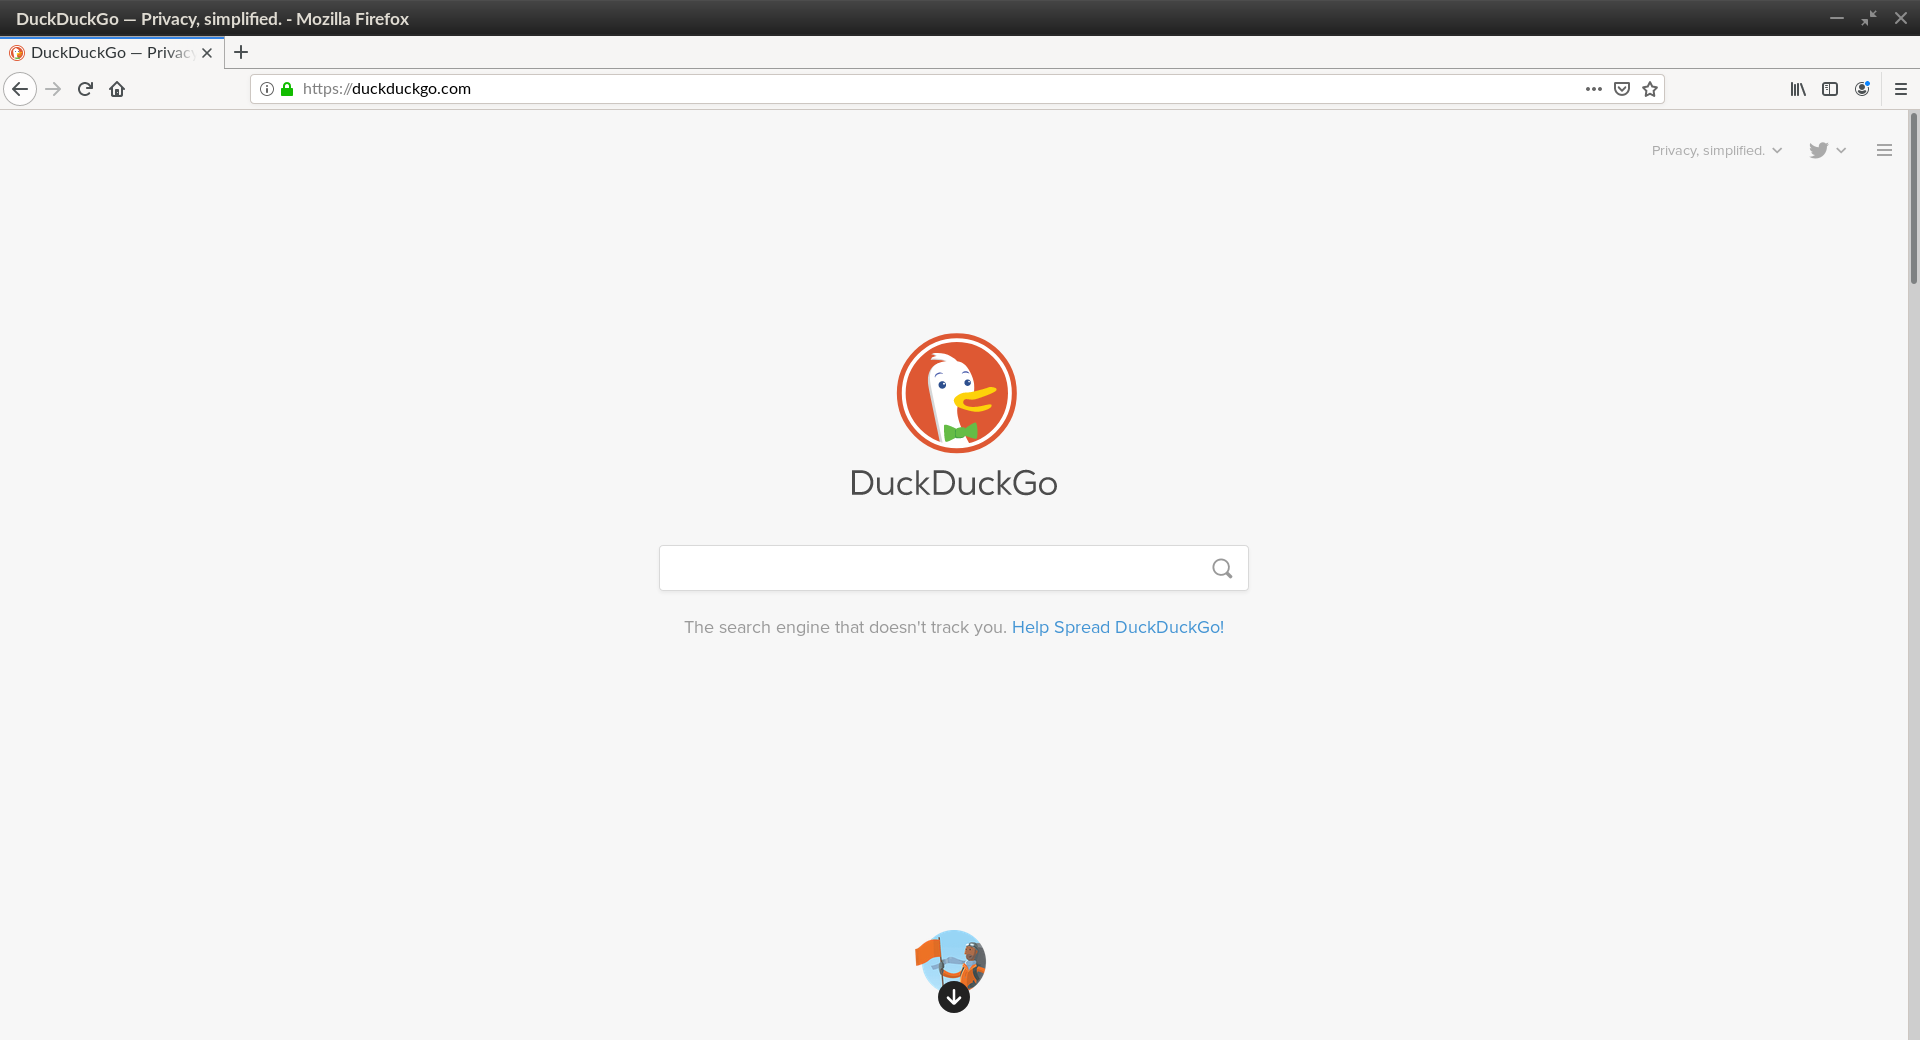 DuckDuckGo — Privacy, simplified. - Mozilla Firefox
DuckDuckGo — Privacy
https://duckduckgo.com
Privacy, simplified.
DuckDuckGo
The search engine that doesn't track you. Help Spread DuckDuckGo!